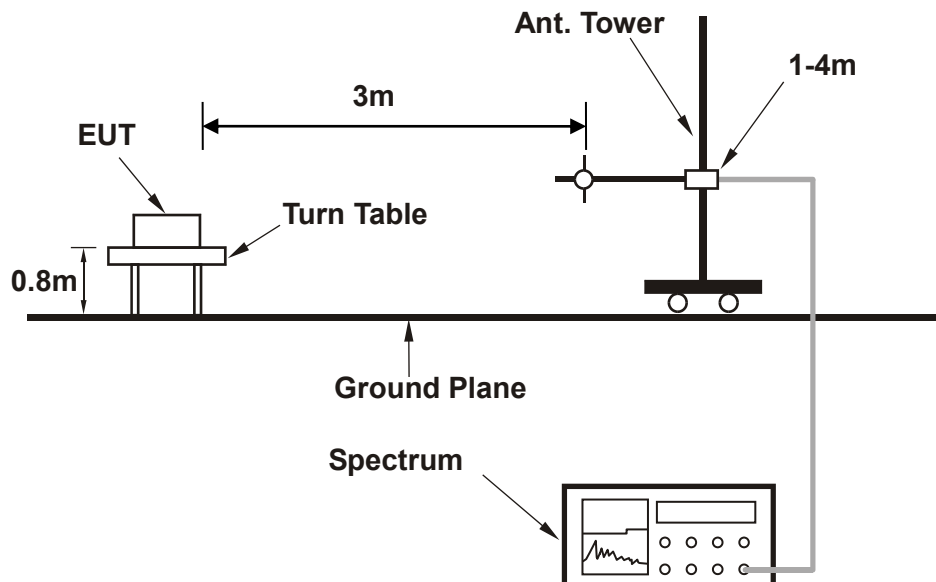 Ant. Tower
1-4m
3m
EUT
Turn Table
0.8m
Ground Plane
Spectrum